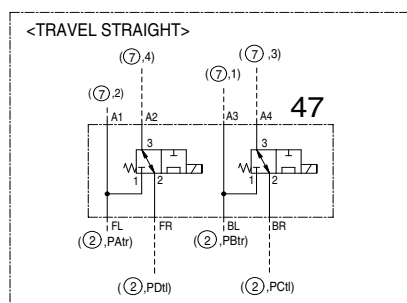 <TRAVEL STRAIGHT>
(7,4) (7,3)
(7,2) (7,1)
A1 A2 A3 A4 47
3 3
1 2 1 2
FL FR BL BR
(2,PAtr) (2,PBtr)
(2,PDtl) (2,PCtl)